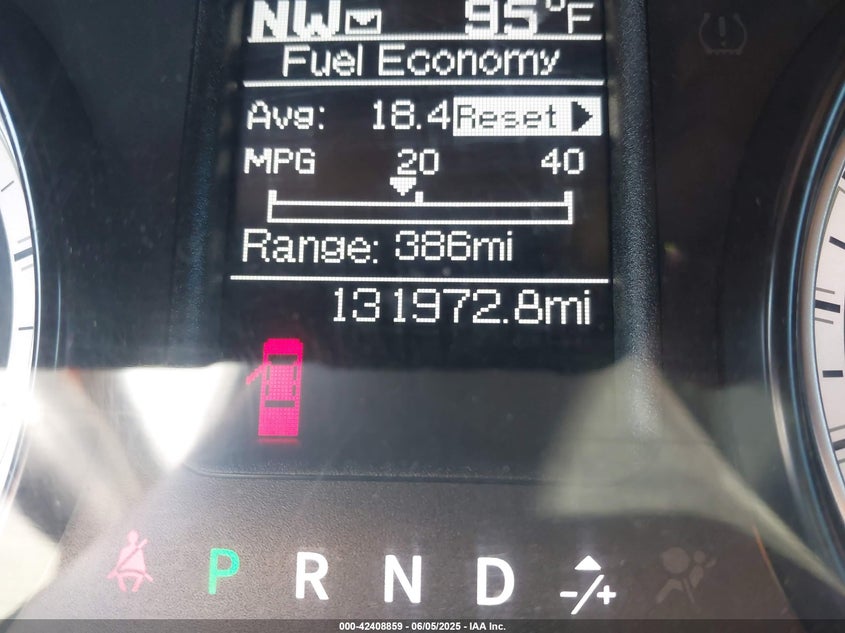 NW 95°F
Fuel Economy
Avg: 18.4 Reset
MPG 20 40
Range: 386mi
131972.8mi
P R N D -/+
000-42408859 - 06/05/2025 - IAA Inc.